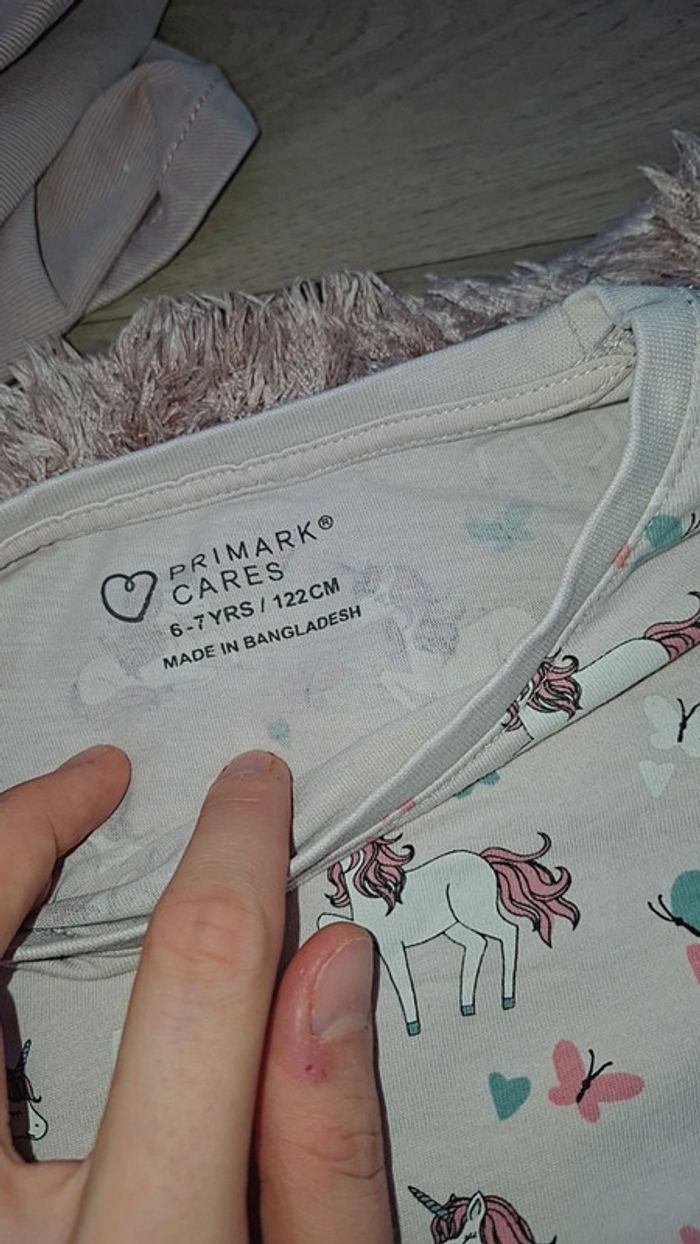 PRIMARK®
CARES
6-7YRS / 122CM
MADE IN BANGLADESH